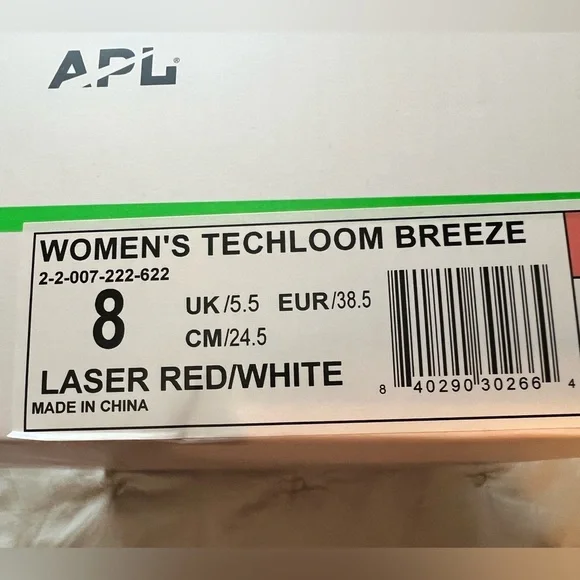 APL®
WOMEN'S TECHLOOM BREEZE
2-2-007-222-622
8 UK/5.5 EUR/38.5
CM/24.5
LASER RED/WHITE
MADE IN CHINA
8 40290 30266 4